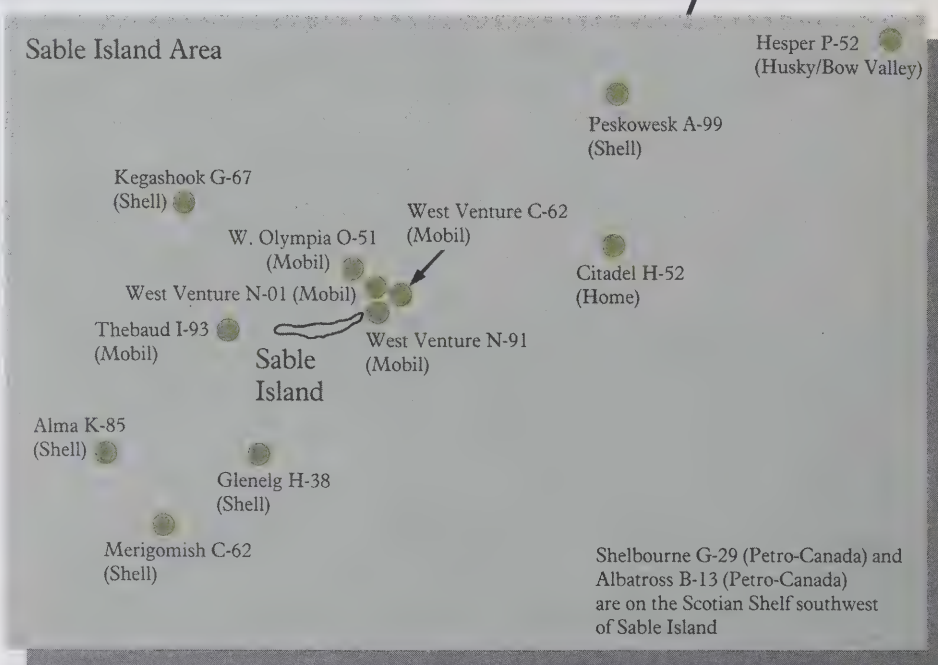 Sable Island Area
Hesper P-52
(Husky/Bow Valley)
Peskowesk A-99
(Shell)
Kegashook G-67
(Shell)
West Venture C-62
(Mobil)
W. Olympia O-51
(Mobil)
Citadel H-52
(Home)
West Venture N-01 (Mobil)
Thebaud I-93
(Mobil)
West Venture N-91
(Mobil)
Sable
Island
Alma K-85
(Shell)
Glenelg H-38
(Shell)
Merigomish C-62
(Shell)
Shelbourne G-29 (Petro-Canada) and
Albatross B-13 (Petro-Canada)
are on the Scotian Shelf southwest
of Sable Island